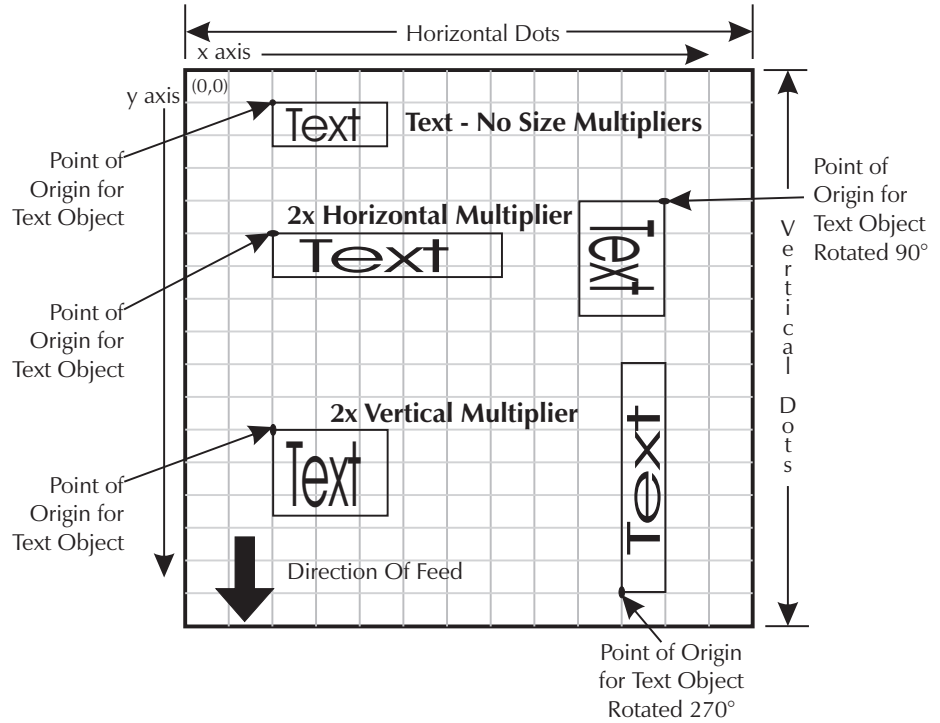 Horizontal Dots
x axis
(0,0)
y axis
Text
Text - No Size Multipliers
Point of
Origin for
Text Object
Point of
Origin for
Text Object
Rotated 90°
2x Horizontal Multiplier
Text
Text
Vertical Dots
Point of
Origin for
Text Object
2x Vertical Multiplier
Text
Text
Point of
Origin for
Text Object
Direction Of Feed
Point of Origin
for Text Object
Rotated 270°